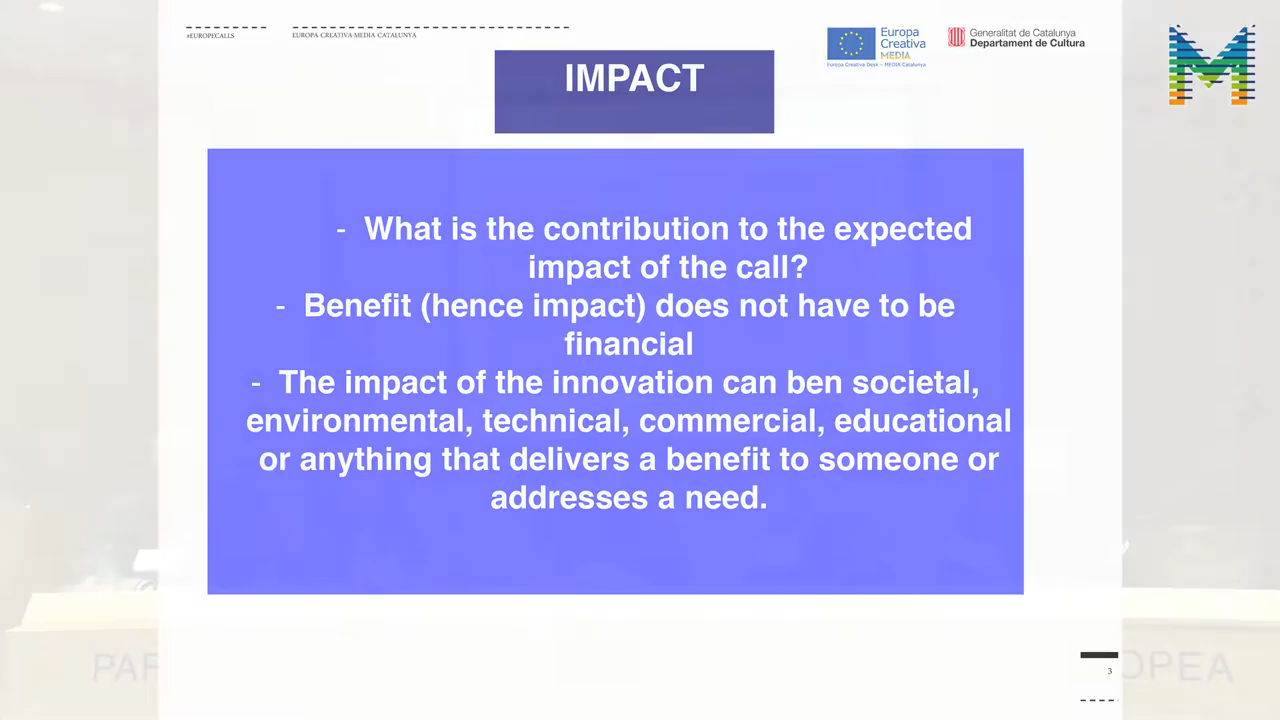 #EUROPECALLS
EUROPA CREATIVA-MEDIA CATALUNYA
Europa
Creativa
MEDIA
Europa Creativa Desk – MEDIA Catalunya
Generalitat de Catalunya
Departament de Cultura
IMPACT
- What is the contribution to the expected
impact of the call?
- Benefit (hence impact) does not have to be
financial
- The impact of the innovation can ben societal,
environmental, technical, commercial, educational
or anything that delivers a benefit to someone or
addresses a need.
PAR
OPEA
3